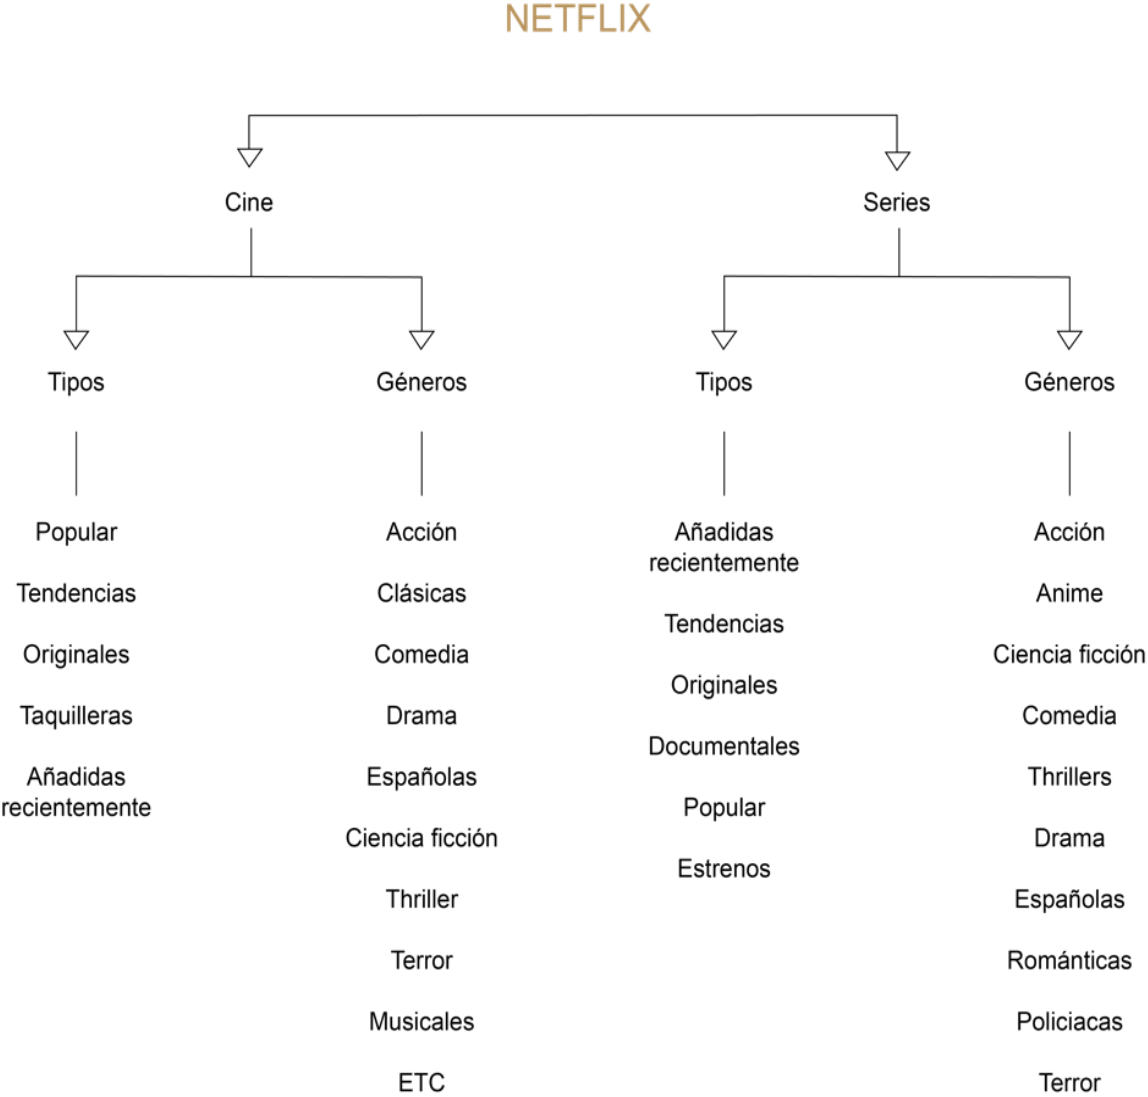 NETFLIX
Cine
Series
Tipos
Géneros
Tipos
Géneros
Popular
Tendencias
Originales
Taquilleras
Añadidas
recientemente
Acción
Clásicas
Comedia
Drama
Españolas
Ciencia ficción
Thriller
Terror
Musicales
ETC
Añadidas
recientemente
Tendencias
Originales
Documentales
Popular
Estrenos
Acción
Anime
Ciencia ficción
Comedia
Thrillers
Drama
Españolas
Románticas
Policiacas
Terror